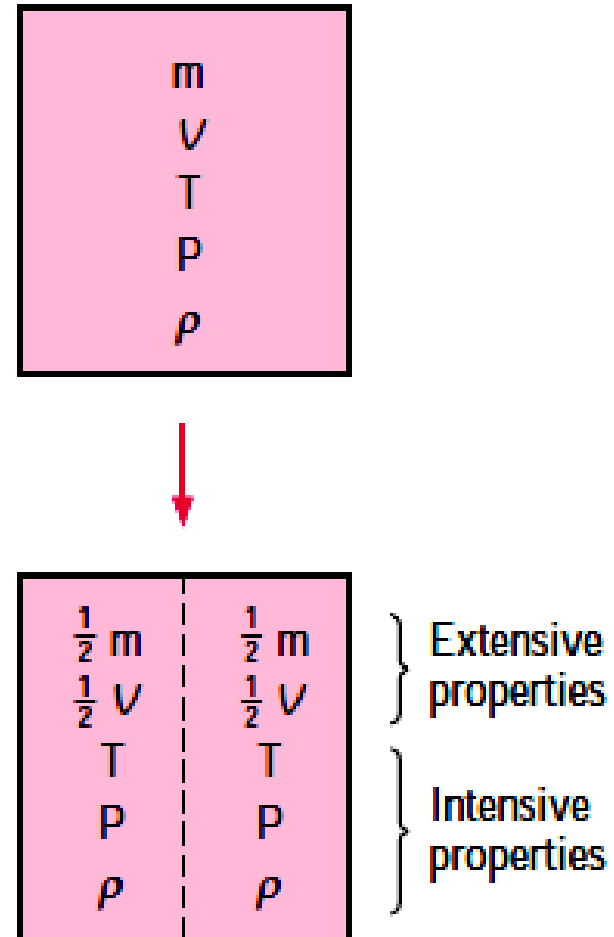 m
V
T
P
ρ
½ m ½ m
½ V ½ V
T T
P P
ρ ρ
Extensive
properties
Intensive
properties